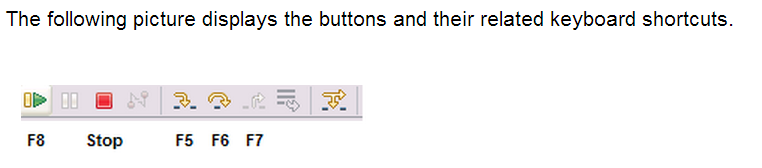 The following picture displays the buttons and their related keyboard shortcuts.
F8 Stop F5 F6 F7